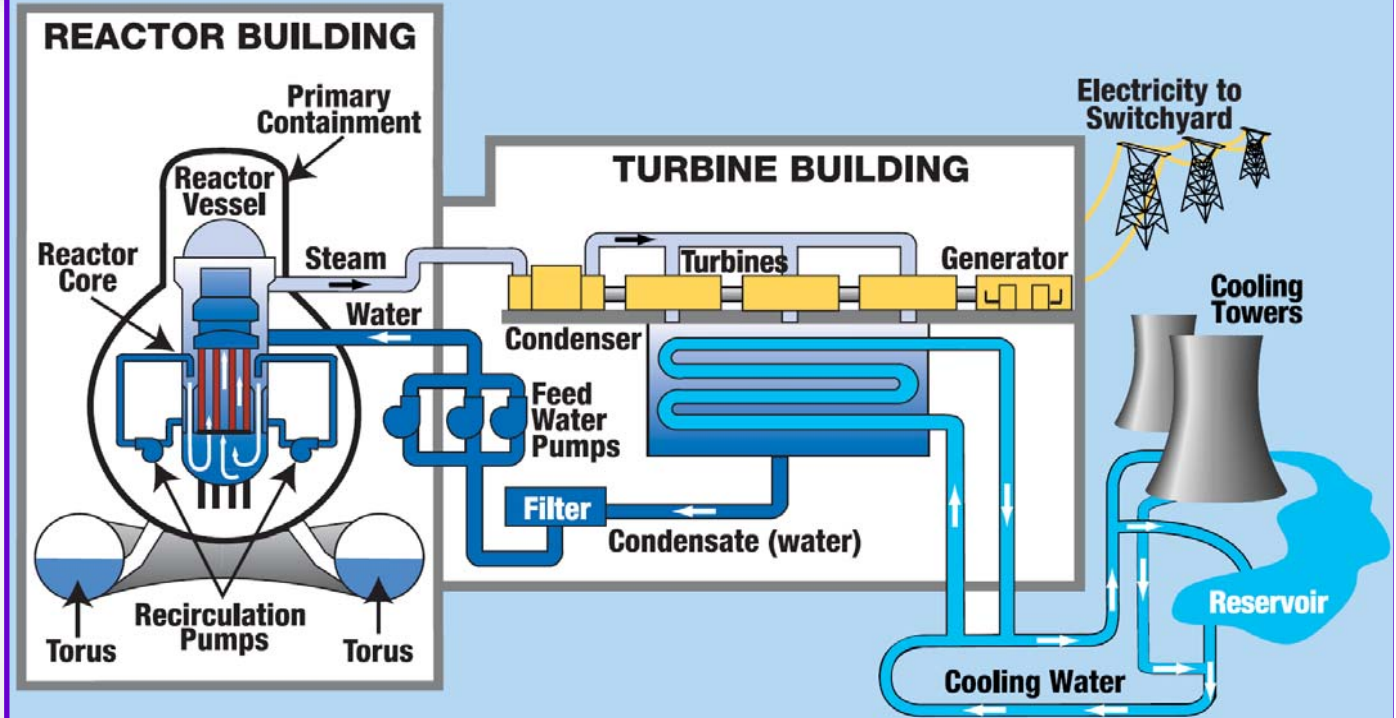 REACTOR BUILDING
Primary
Containment
Reactor
Vessel
Reactor
Core
Steam
Water
Feed
Water
Pumps
Torus
Recirculation
Pumps
Torus
TURBINE BUILDING
Turbines
Generator
Condenser
Filter
Condensate (water)
Electricity to
Switchyard
Cooling
Towers
Reservoir
Cooling Water